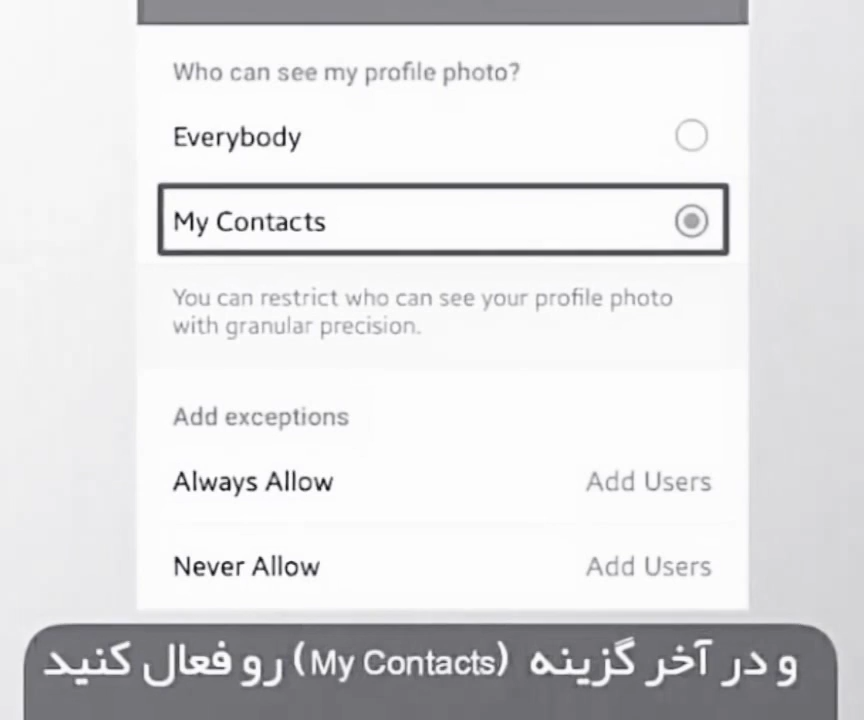 Who can see my profile photo?
Everybody
My Contacts
You can restrict who can see your profile photo
with granular precision.
Add exceptions
Always Allow Add Users
Never Allow Add Users
و در آخر گزینه (My Contacts) رو فعال کنید